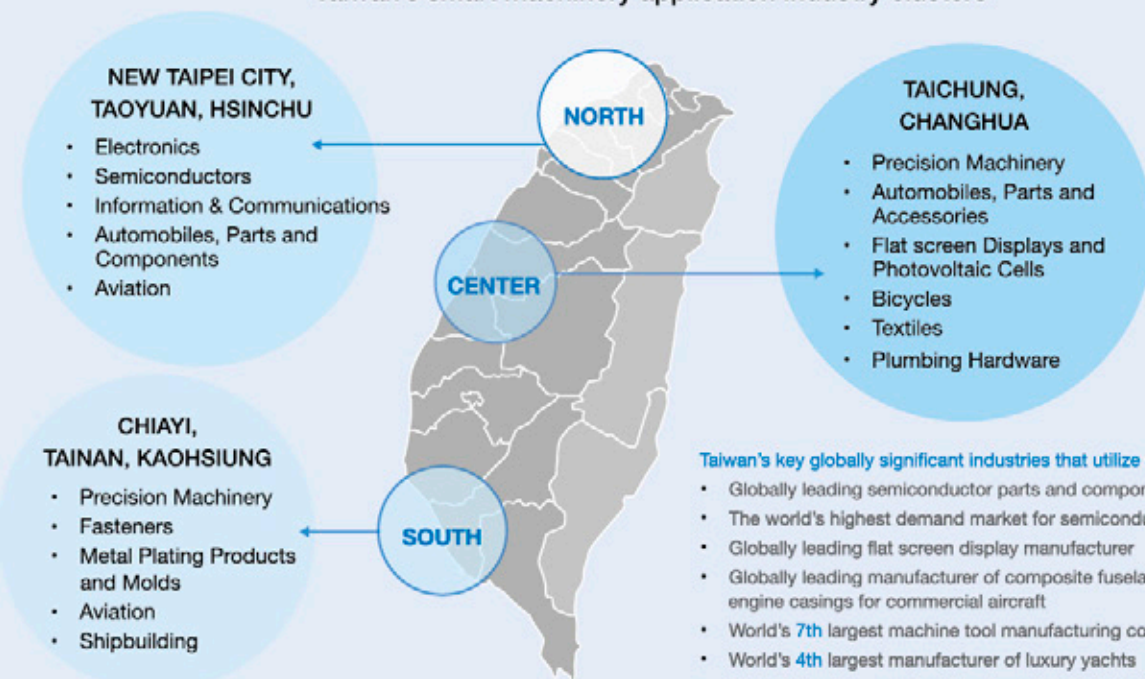 NEW TAIPEI CITY,
TAOYUAN, HSINCHU
• Electronics
• Semiconductors
• Information & Communications
• Automobiles, Parts and
Components
• Aviation
NORTH
TAICHUNG,
CHANGHUA
• Precision Machinery
• Automobiles, Parts and
Accessories
• Flat screen Displays and
Photovoltaic Cells
• Bicycles
• Textiles
• Plumbing Hardware
CENTER
CHIAYI,
TAINAN, KAOHSIUNG
• Precision Machinery
• Fasteners
• Metal Plating Products
and Molds
• Aviation
• Shipbuilding
SOUTH
Taiwan's key globally significant industries that utilize
• Globally leading semiconductor parts and
• The world's highest demand market for
• Globally leading flat screen display manufacturer
• Globally leading manufacturer of composite
engine casings for commercial aircraft
• World's 7th largest machine tool manufacturing
• World's 4th largest manufacturer of luxury yachts